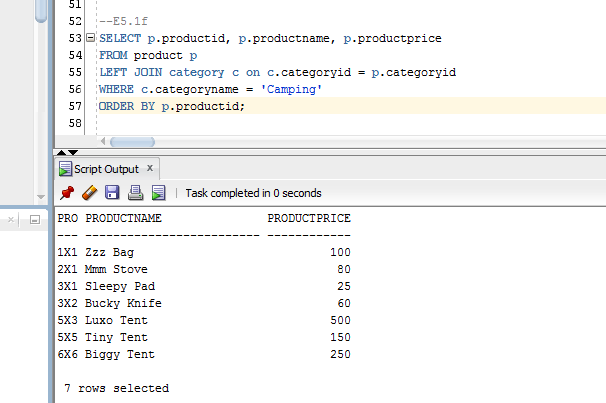 51
52 --E5.1f
53 SELECT p.productid, p.productname, p.productprice
54 FROM product p
55 LEFT JOIN category c on c.categoryid = p.categoryid
56 WHERE c.categoryname = 'Camping'
57 ORDER BY p.productid;
58
Script Output x
Task completed in 0 seconds
PRO PRODUCTNAME PRODUCTPRICE
--- ------------------------- ------------
1X1 Zzz Bag 100
2X1 Mmm Stove 80
3X1 Sleepy Pad 25
3X2 Bucky Knife 60
5X3 Luxo Tent 500
5X5 Tiny Tent 150
6X6 Biggy Tent 250
7 rows selected